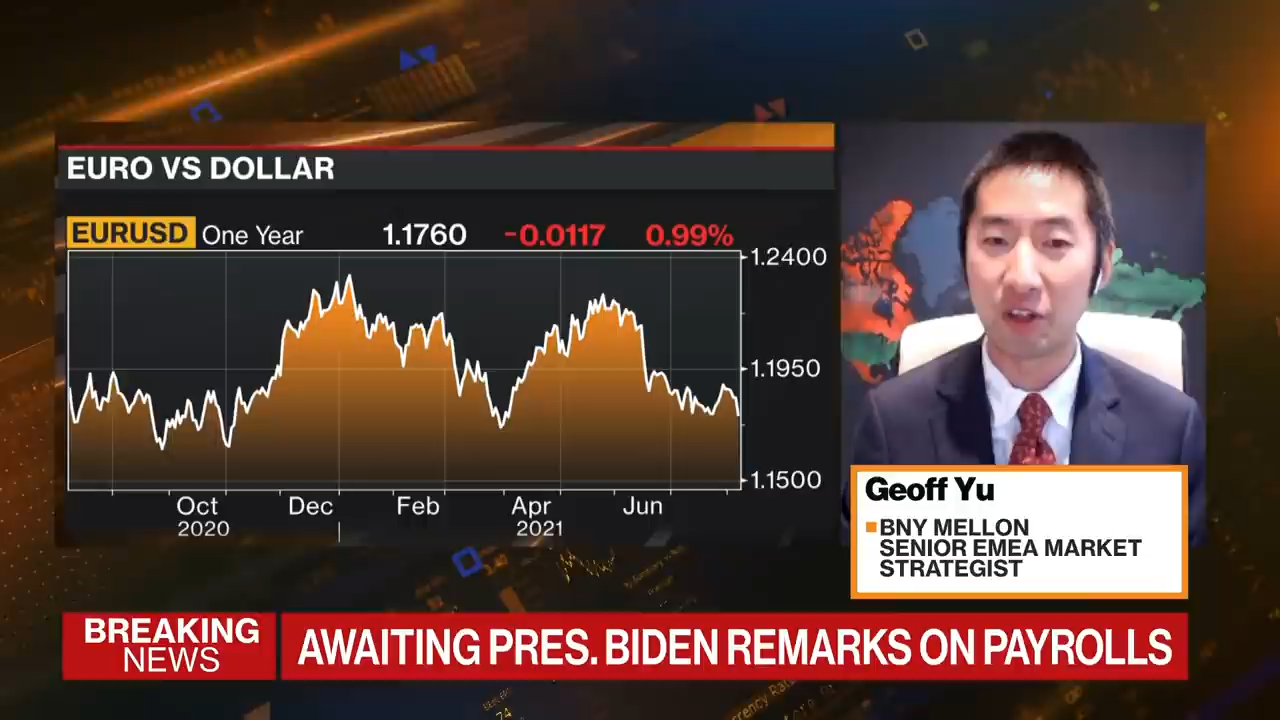 EURO VS DOLLAR
EURUSD One Year 1.1760 -0.0117 0.99%
1.2400
1.1950
1.1500
Oct Dec Feb Apr Jun
2020 2021
Geoff Yu
BNY MELLON
SENIOR EMEA MARKET
STRATEGIST
BREAKING
NEWS
AWAITING PRES. BIDEN REMARKS ON PAYROLLS